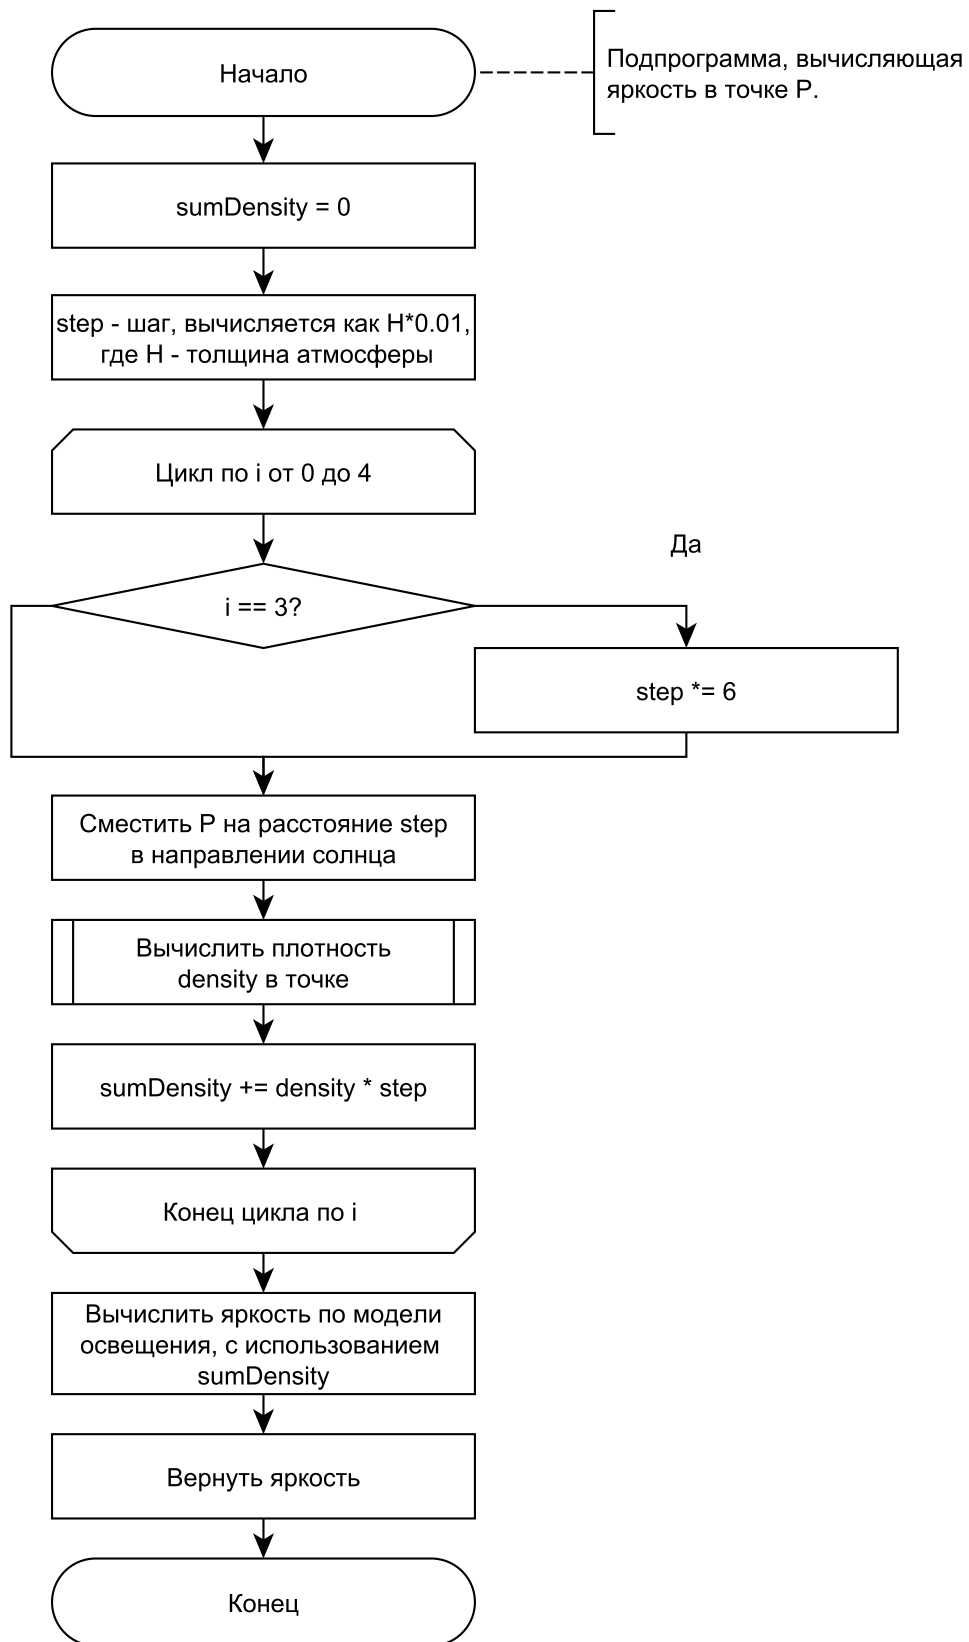 Начало
Подпрограмма, вычисляющая
яркость в точке P.
sumDensity = 0
step - шаг, вычисляется как H*0.01,
где H - толщина атмосферы
Цикл по i от 0 до 4
Да
i == 3?
step *= 6
Сместить P на расстояние step
в направлении солнца
Вычислить плотность
density в точке
sumDensity += density * step
Конец цикла по i
Вычислить яркость по модели
освещения, с использованием
sumDensity
Вернуть яркость
Конец